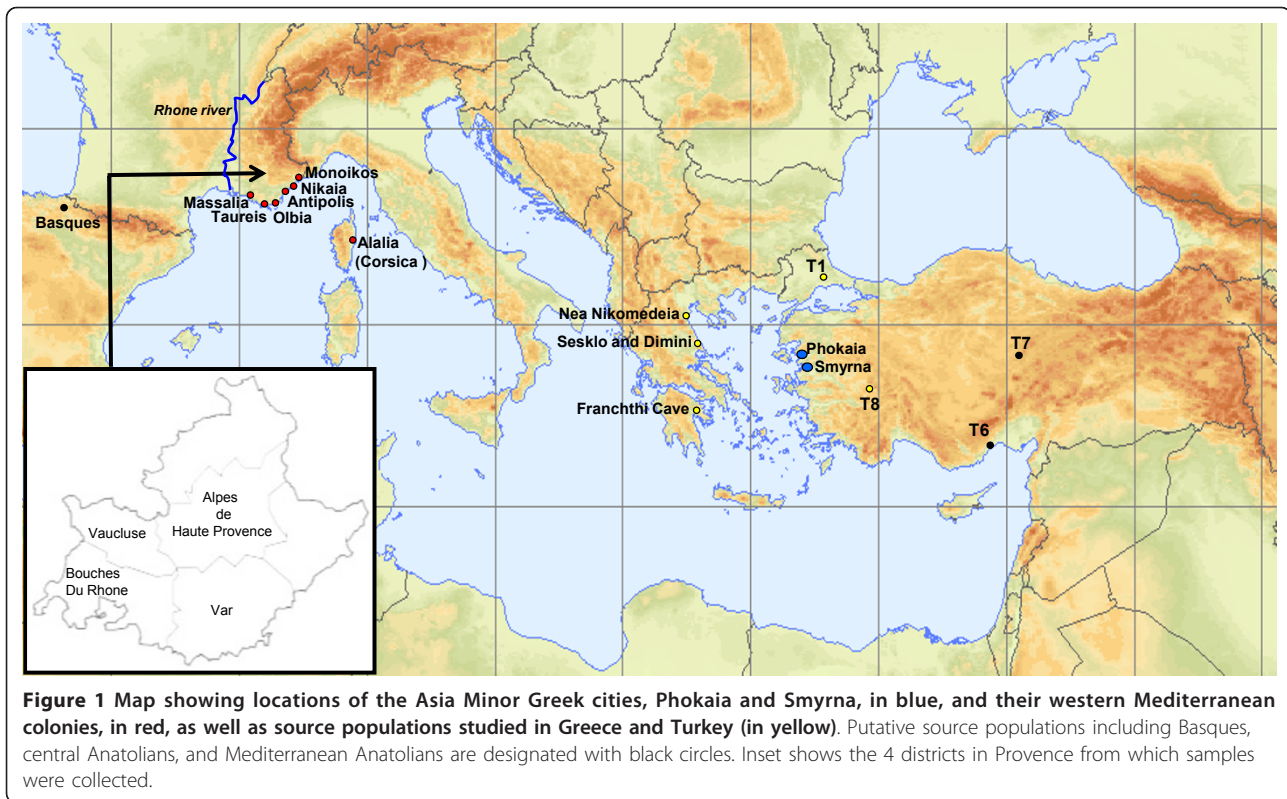 Rhone river
Monoikos
Nikaia
Massalia
Antipolis
Taureis
Olbia
Basques
Alalia
(Corsica )
T1
Nea Nikomedeia
Sesklo and Dimini
Phokaia
Smyrna
T7
T8
Franchthi Cave
T6
Alpes
de
Haute Provence
Vaucluse
Bouches
Du Rhone
Var
Figure 1 Map showing locations of the Asia Minor Greek cities, Phokaia and Smyrna, in blue, and their western Mediterranean
colonies, in red, as well as source populations studied in Greece and Turkey (in yellow). Putative source populations including Basques,
central Anatolians, and Mediterranean Anatolians are designated with black circles. Inset shows the 4 districts in Provence from which samples
were collected.